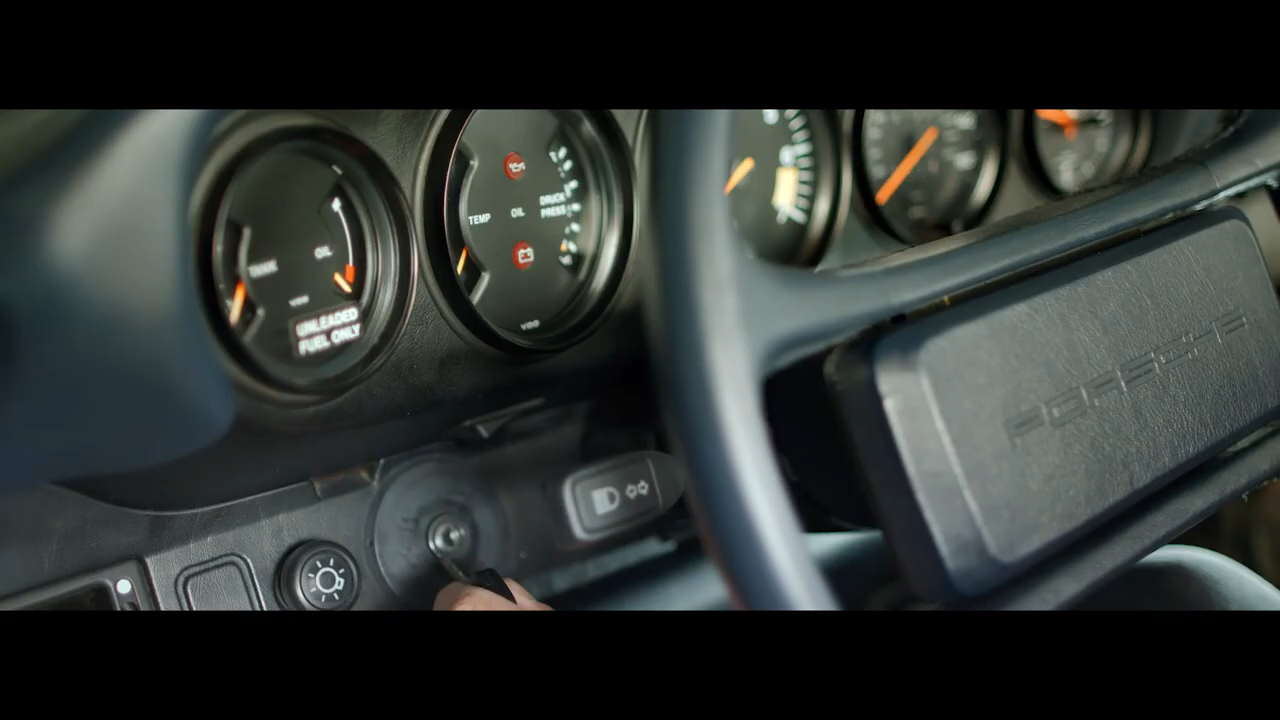 TANK
OIL
VDO
UNLEADED
FUEL ONLY
TEMP
OIL
DRUCK
PRESS
VDO
PORSCHE